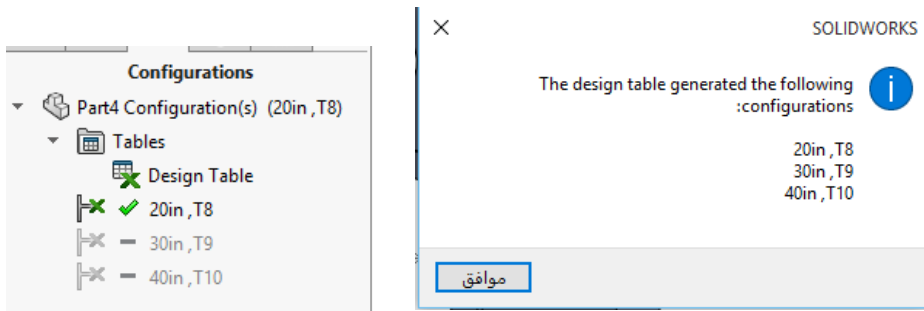 Configurations
Part4 Configuration(s) (20in ,T8)
Tables
Design Table
20in ,T8
30in ,T9
40in ,T10
SOLIDWORKS
The design table generated the following
:configurations
20in ,T8
30in ,T9
40in ,T10
موافق